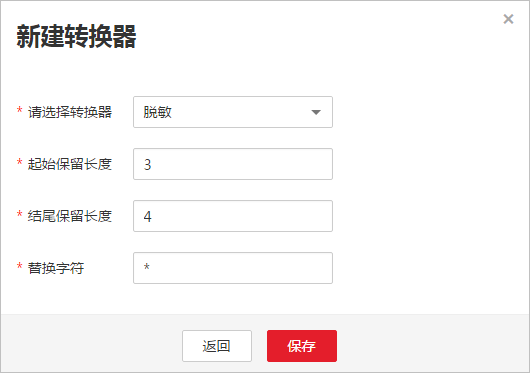 新建转换器
×
* 请选择转换器 脱敏
* 起始保留长度 3
* 结尾保留长度 4
* 替换字符 *
返回 保存